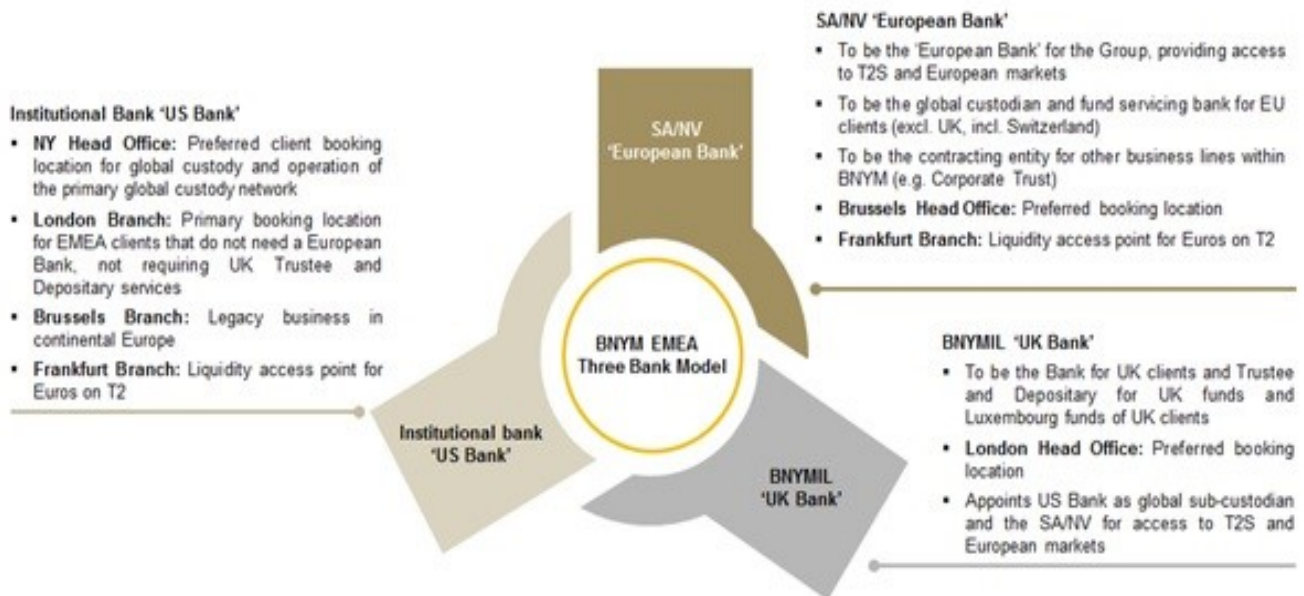 Institutional Bank 'US Bank'
▪ NY Head Office: Preferred client booking
location for global custody and operation of
the primary global custody network
▪ London Branch: Primary booking location
for EMEA clients that do not need a European
Bank, not requiring UK Trustee and
Depositary services
▪ Brussels Branch: Legacy business in
continental Europe
▪ Frankfurt Branch: Liquidity access point for
Euros on T2
SA/NV
'European Bank'
BNYM EMEA
Three Bank Model
Institutional bank
'US Bank'
BNYMIL
'UK Bank'
SA/NV 'European Bank'
▪ To be the 'European Bank' for the Group, providing access
to T2S and European markets
▪ To be the global custodian and fund servicing bank for EU
clients (excl. UK, incl. Switzerland)
▪ To be the contracting entity for other business lines within
BNYM (e.g. Corporate Trust)
▪ Brussels Head Office: Preferred booking location
▪ Frankfurt Branch: Liquidity access point for Euros on T2
BNYMIL 'UK Bank'
▪ To be the Bank for UK clients and Trustee
and Depositary for UK funds and
Luxembourg funds of UK clients
▪ London Head Office: Preferred booking
location
▪ Appoints US Bank as global sub-custodian
and the SA/NV for access to T2S and
European markets